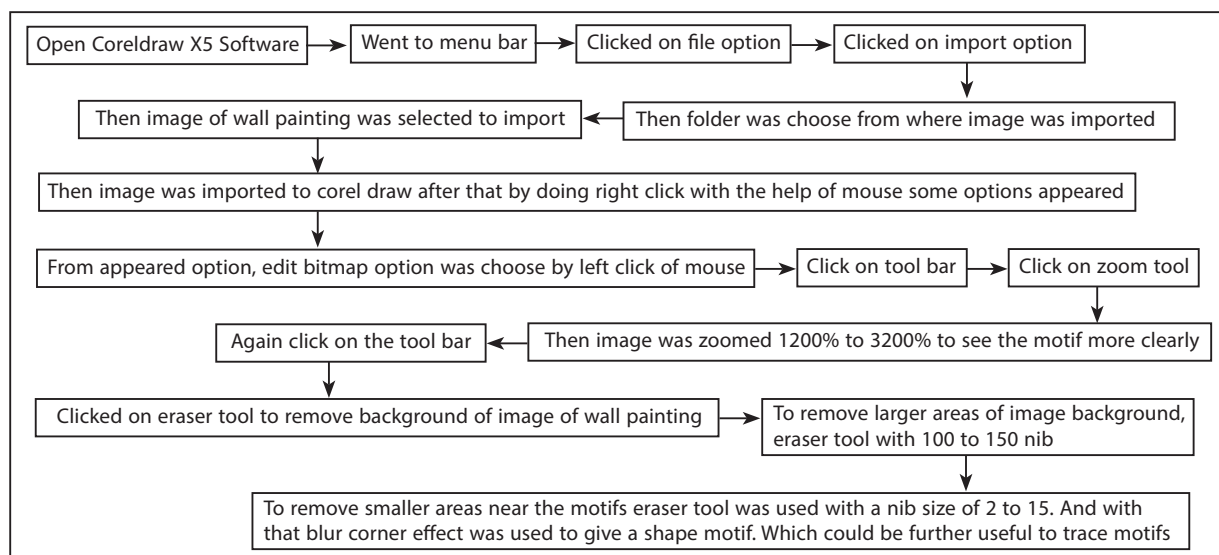 Open Coreldraw X5 Software
Went to menu bar
Clicked on file option
Clicked on import option
Then folder was choose from where image was imported
Then image of wall painting was selected to import
Then image was imported to corel draw after that by doing right click with the help of mouse some options appeared
From appeared option, edit bitmap option was choose by left click of mouse
Click on tool bar
Click on zoom tool
Then image was zoomed 1200% to 3200% to see the motif more clearly
Again click on the tool bar
Clicked on eraser tool to remove background of image of wall painting
To remove larger areas of image background,
eraser tool with 100 to 150 nib
To remove smaller areas near the motifs eraser tool was used with a nib size of 2 to 15. And with
that blur corner effect was used to give a shape motif. Which could be further useful to trace motifs